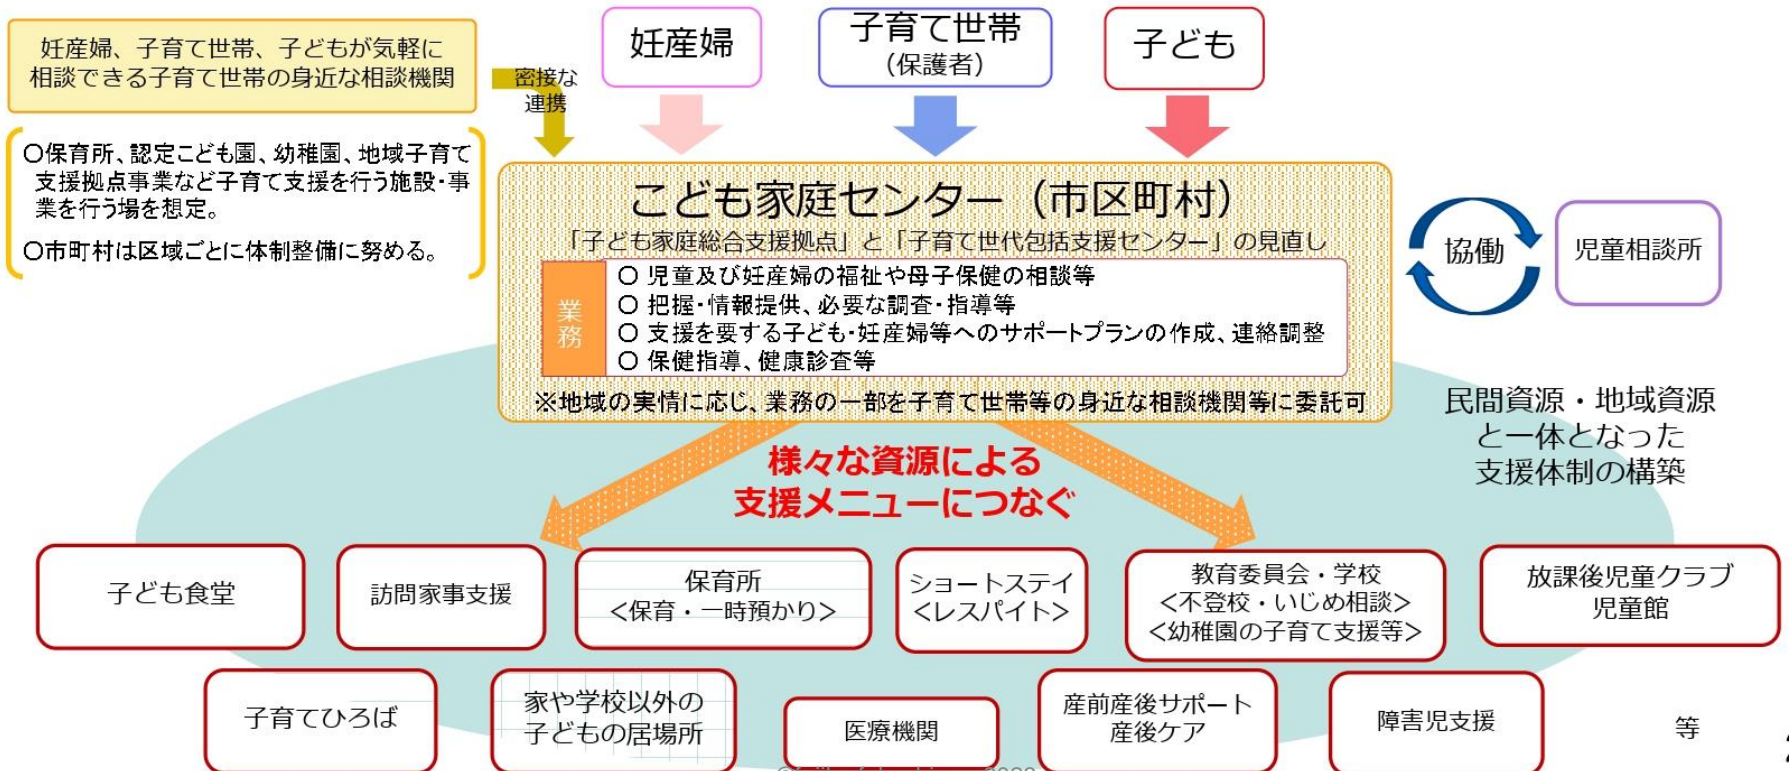 妊産婦、子育て世帯、子どもが気軽に
相談できる子育て世帯の身近な相談機関
密接な
連携
妊産婦
子育て世帯
(保護者)
子ども
〇保育所、認定こども園、幼稚園、地域子育て
支援拠点事業など子育て支援を行う施設・事
業を行う場を想定。
〇市町村は区域ごとに体制整備に努める。
こども家庭センター(市区町村)
「子ども家庭総合支援拠点」と「子育て世代包括支援センター」の見直し
業務
〇 児童及び妊産婦の福祉や母子保健の相談等
〇 把握・情報提供、必要な調査・指導等
〇 支援を要する子ども・妊産婦等へのサポートプランの作成、連絡調整
〇 保健指導、健康診査等
※地域の実情に応じ、業務の一部を子育て世帯等の身近な相談機関等に委託可
協働
児童相談所
民間資源・地域資源
と一体となった
支援体制の構築
様々な資源による
支援メニューにつなぐ
子ども食堂
訪問家事支援
保育所
<保育・一時預かり>
ショートステイ
<レスパイト>
教育委員会・学校
<不登校・いじめ相談>
<幼稚園の子育て支援等>
放課後児童クラブ
児童館
子育てひろば
家や学校以外の
子どもの居場所
医療機関
産前産後サポート
産後ケア
障害児支援
等